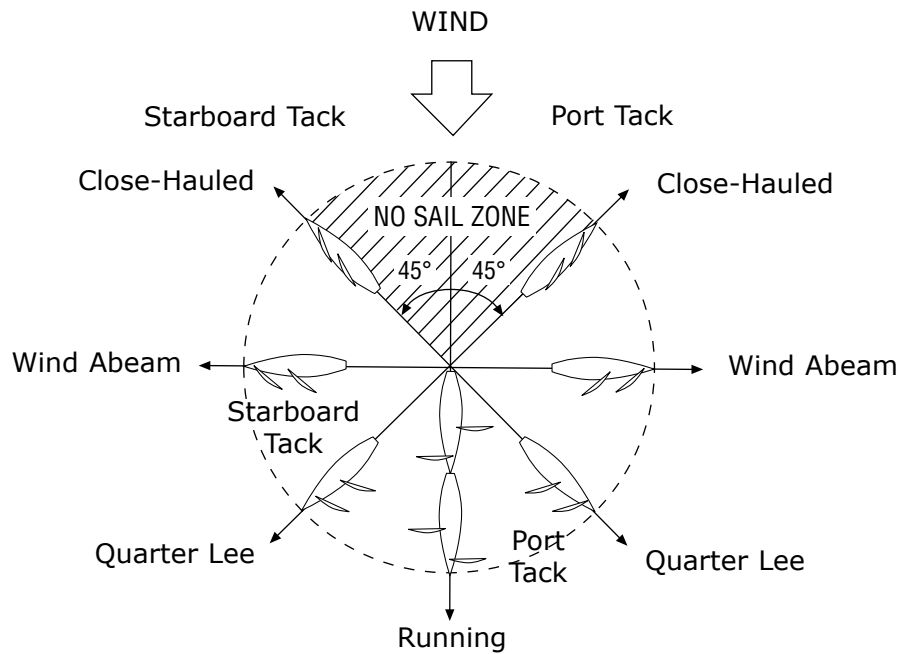 WIND
Starboard Tack
Port Tack
Close-Hauled
Close-Hauled
NO SAIL ZONE
45°
45°
Wind Abeam
Wind Abeam
Starboard
Tack
Quarter Lee
Port
Tack
Quarter Lee
Running